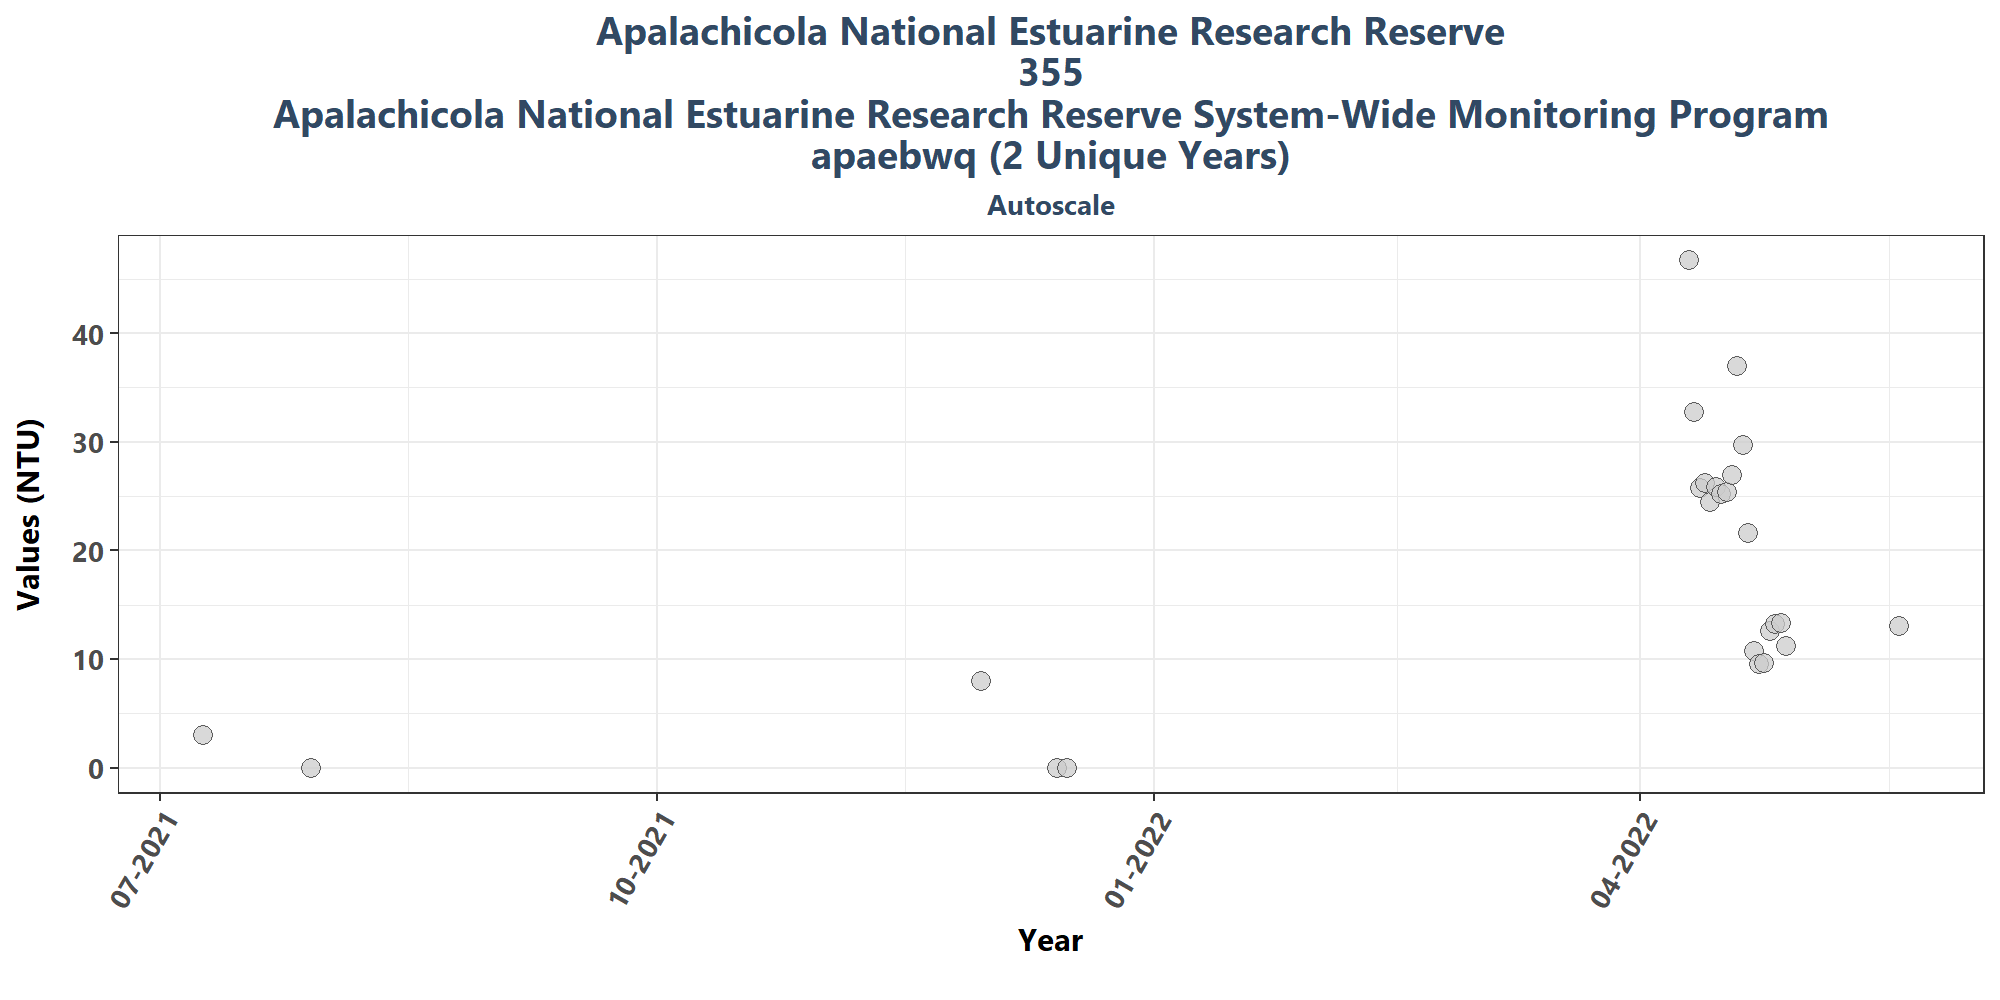 Apalachicola National Estuarine Research Reserve
355
Apalachicola National Estuarine Research Reserve System-Wide Monitoring Program
apaebwq (2 Unique Years)
Autoscale
Values (NTU)
40
30
20
10
0
07-2021
10-2021
01-2022
04-2022
Year